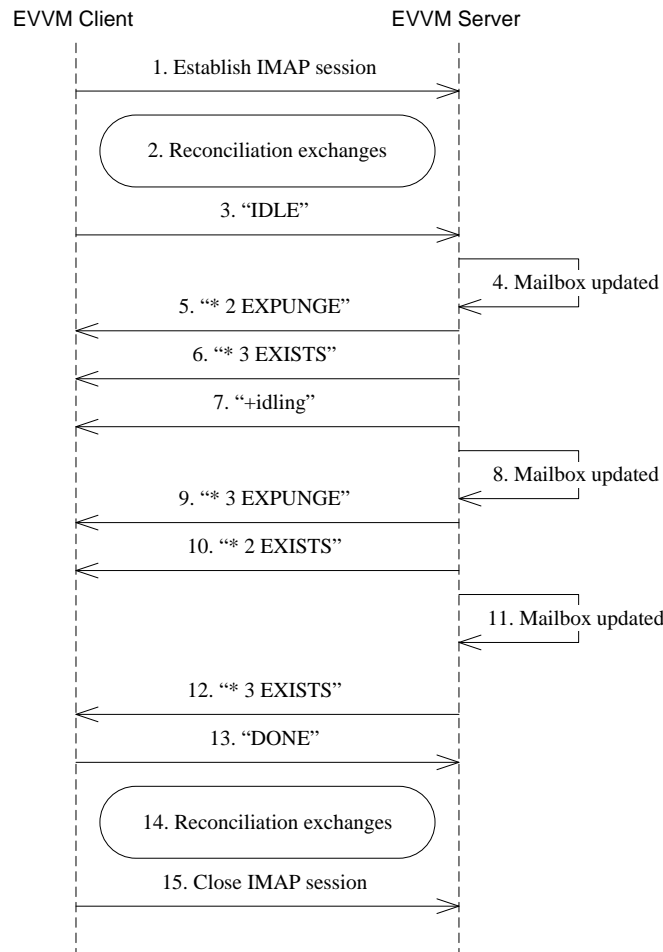 EVVM Client
EVVM Server
1. Establish IMAP session
2. Reconciliation exchanges
3. “IDLE”
4. Mailbox updated
5. “* 2 EXPUNGE”
6. “* 3 EXISTS”
7. “+idling”
8. Mailbox updated
9. “* 3 EXPUNGE”
10. “* 2 EXISTS”
11. Mailbox updated
12. “* 3 EXISTS”
13. “DONE”
14. Reconciliation exchanges
15. Close IMAP session